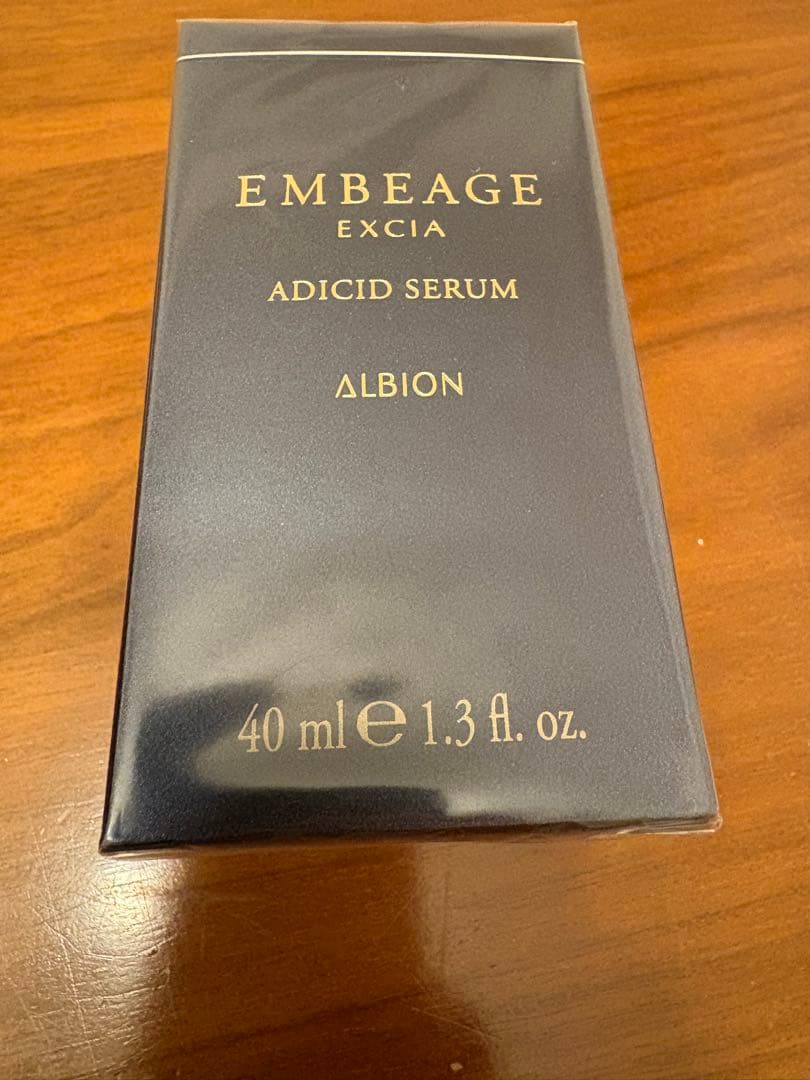 EMBEAGE
EXCIA
ADICID SERUM
ALBION
40 ml ℮ 1.3 fl. oz.